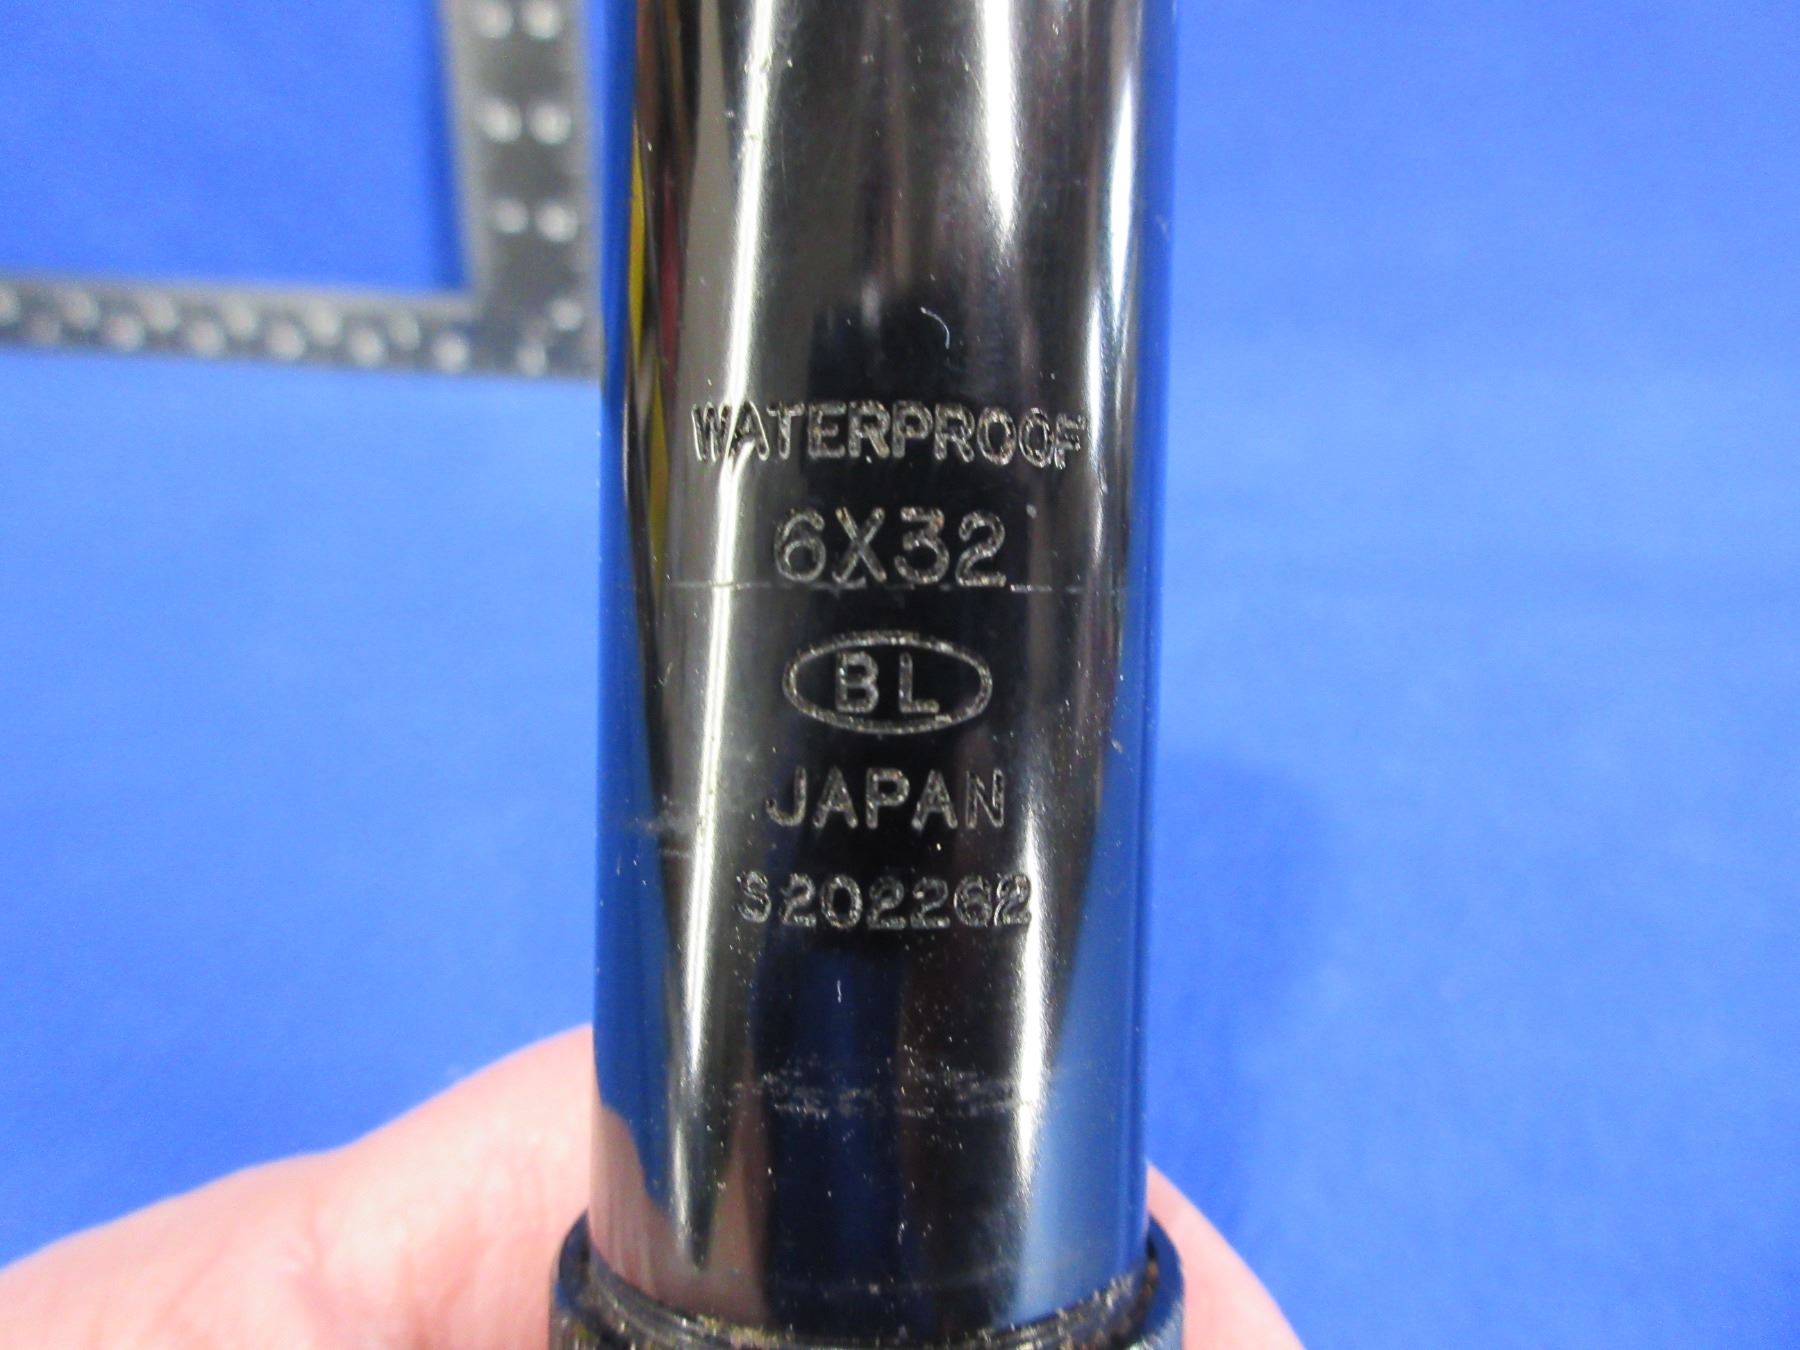 WATERPROOF
6X32
BL
JAPAN
S202262